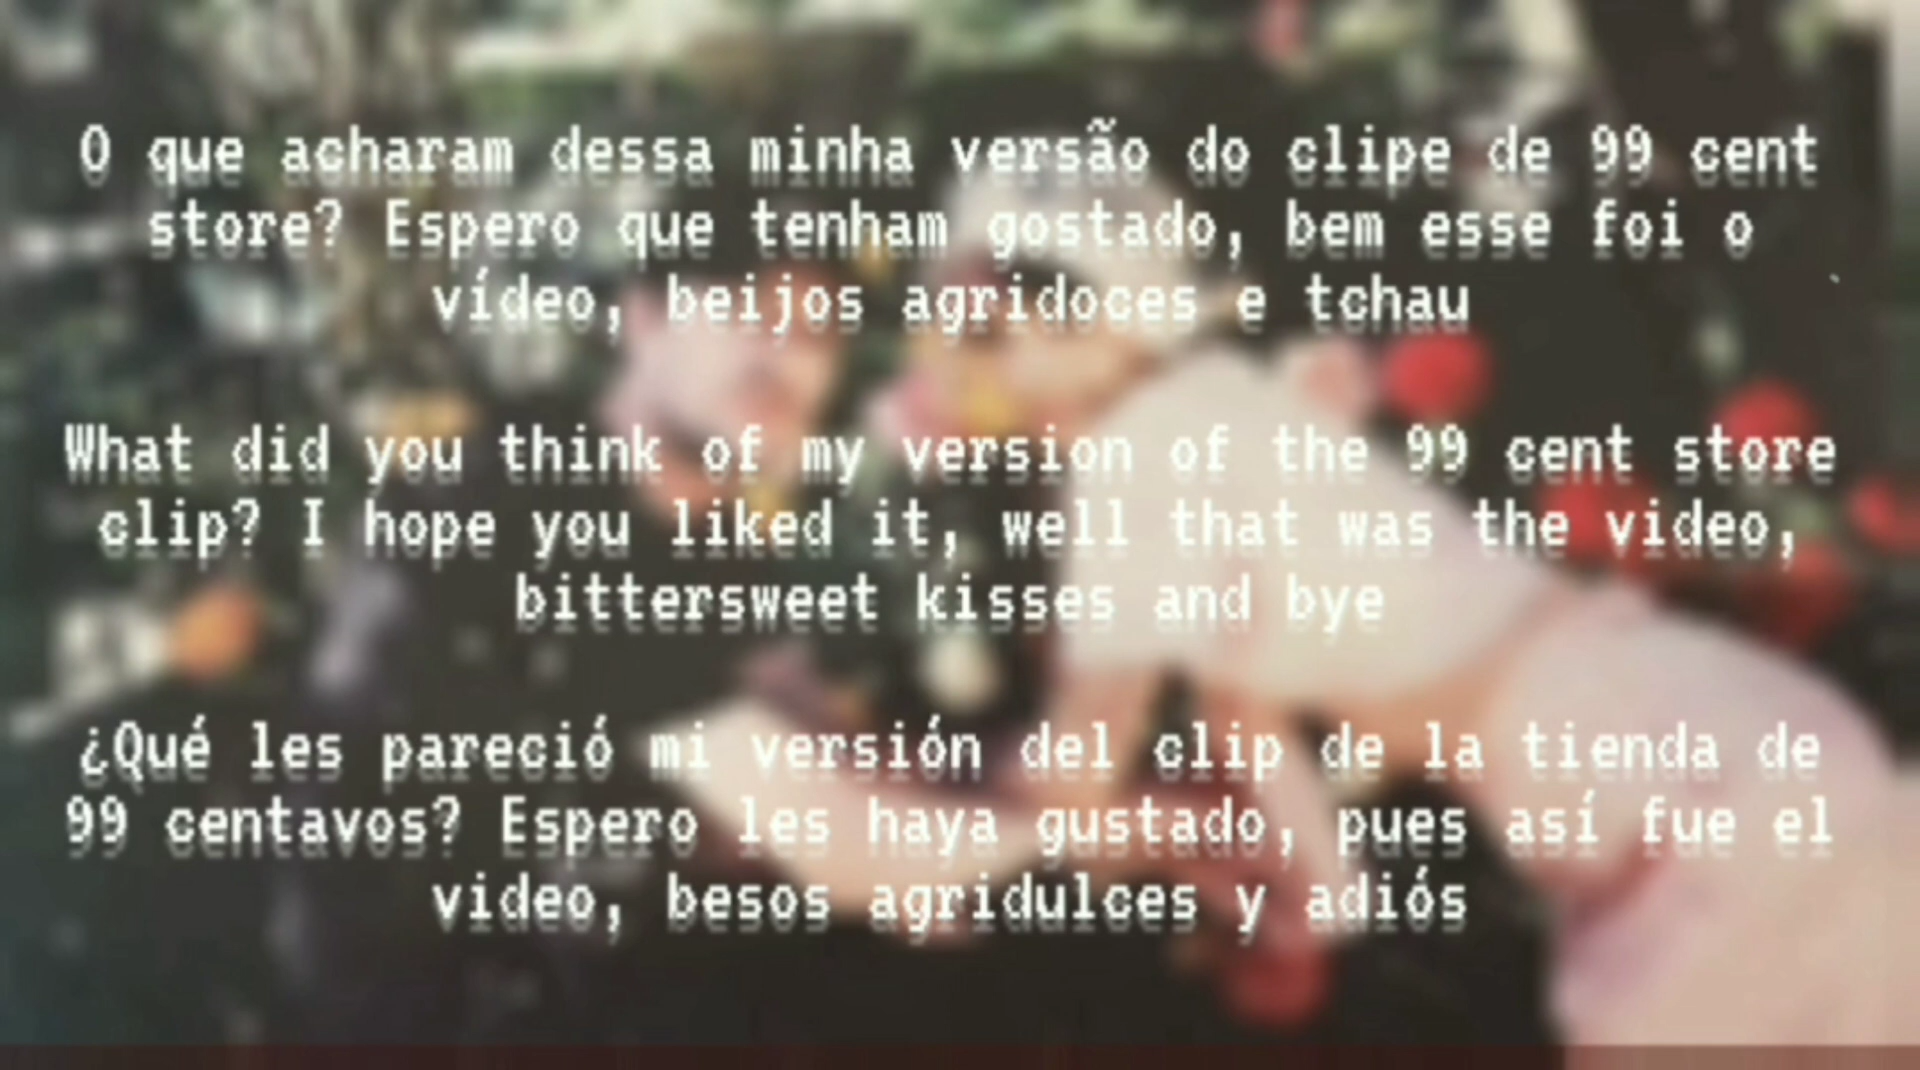 O que acharam dessa minha versão do clipe de 99 cent
store? Espero que tenham gostado, bem esse foi o
vídeo, beijos agridoces e tchau
What did you think of my version of the 99 cent store
clip? I hope you liked it, well that was the video,
bittersweet kisses and bye
¿Qué les pareció mi versión del clip de la tienda de
99 centavos? Espero les haya gustado, pues así fue el
video, besos agridulces y adiós